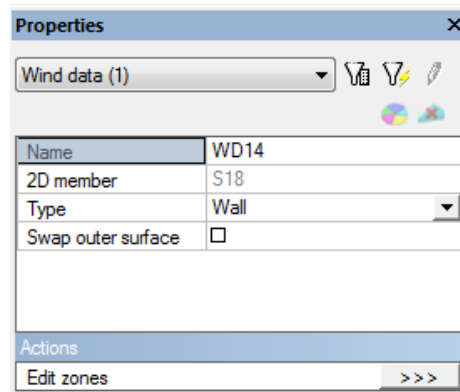 Properties
Wind data (1)
Name WD14
2D member S18
Type Wall
Swap outer surface
Actions
Edit zones >>>